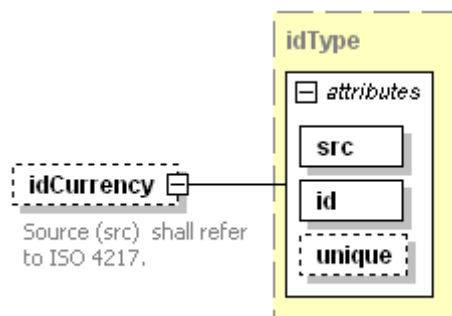 idType
attributes
src
idCurrency
id
Source (src) shall refer
to ISO 4217.
unique